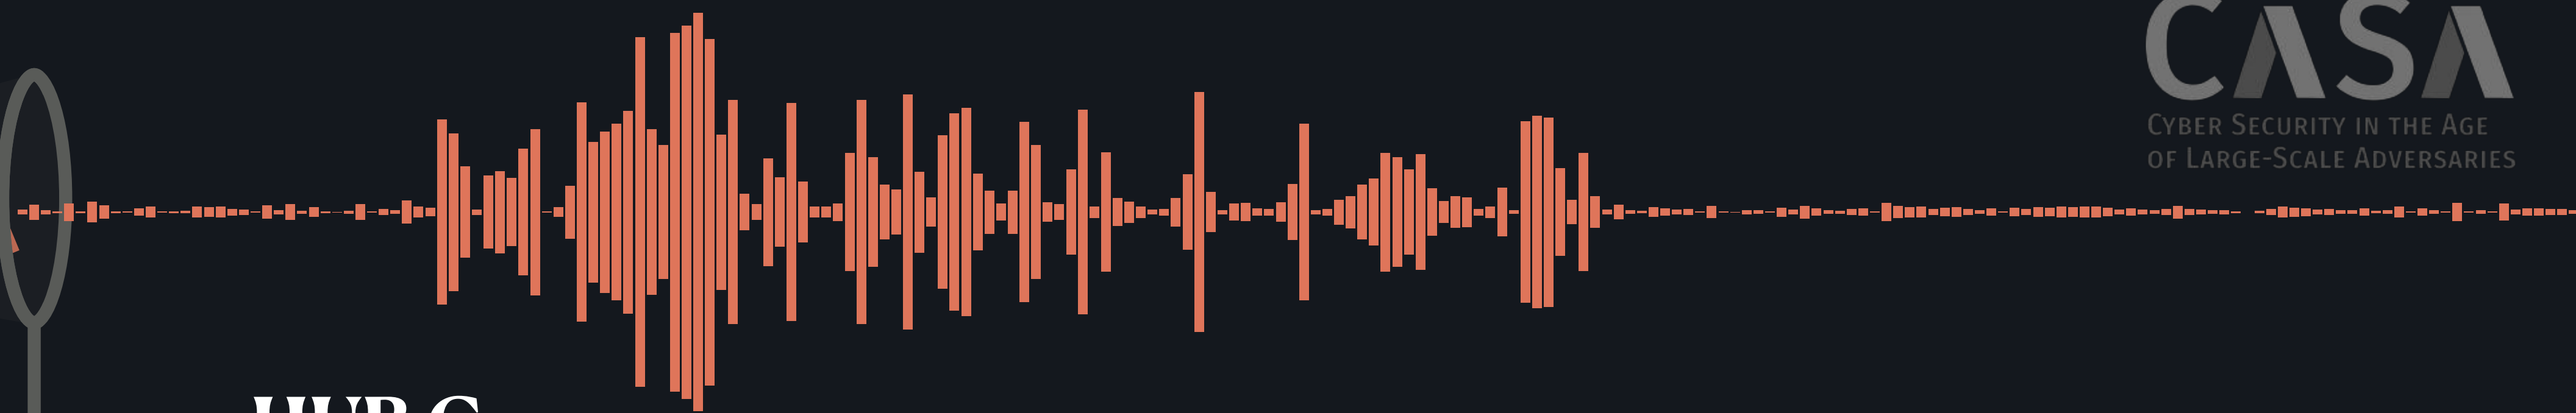 CASA
CYBER SECURITY IN THE AGE
OF LARGE-SCALE ADVERSARIES